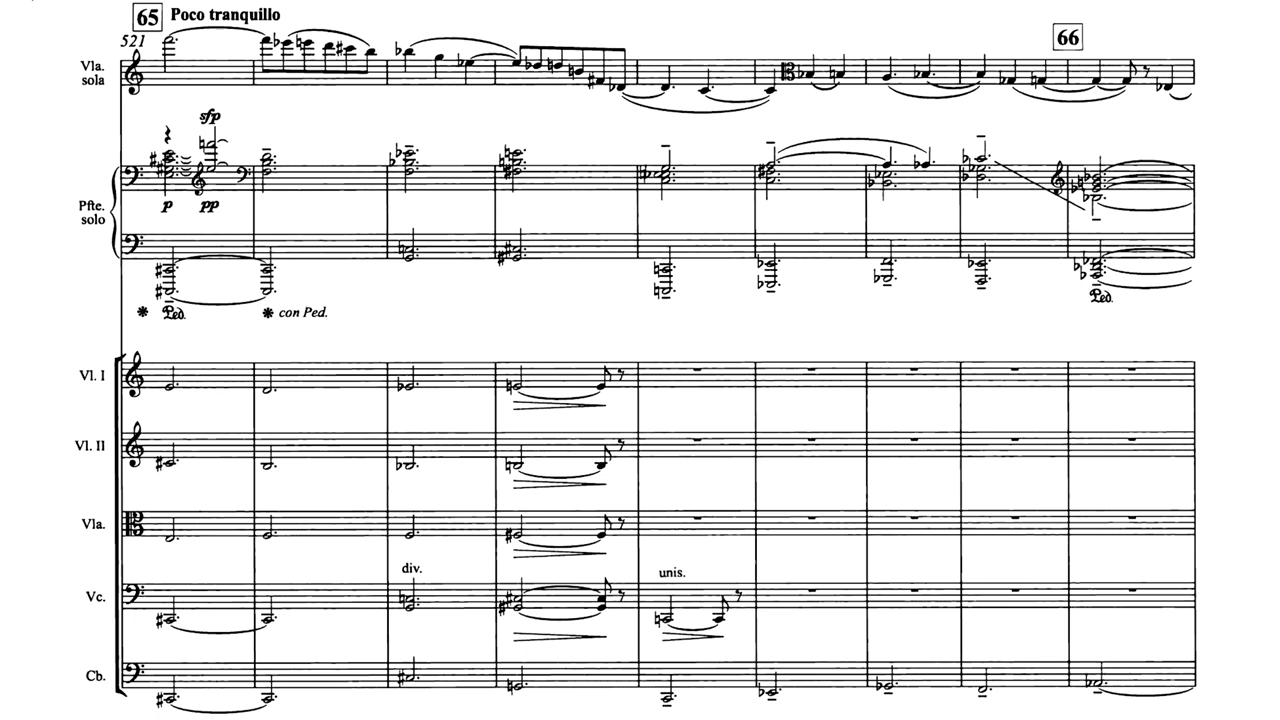 65 Poco tranquillo
521
66
Vla.
sola
sfp
Pfte.
solo
p pp
Ped.
con Ped.
Ped.
Vl. I
Vl. II
Vla.
div.
unis.
Vc.
Cb.